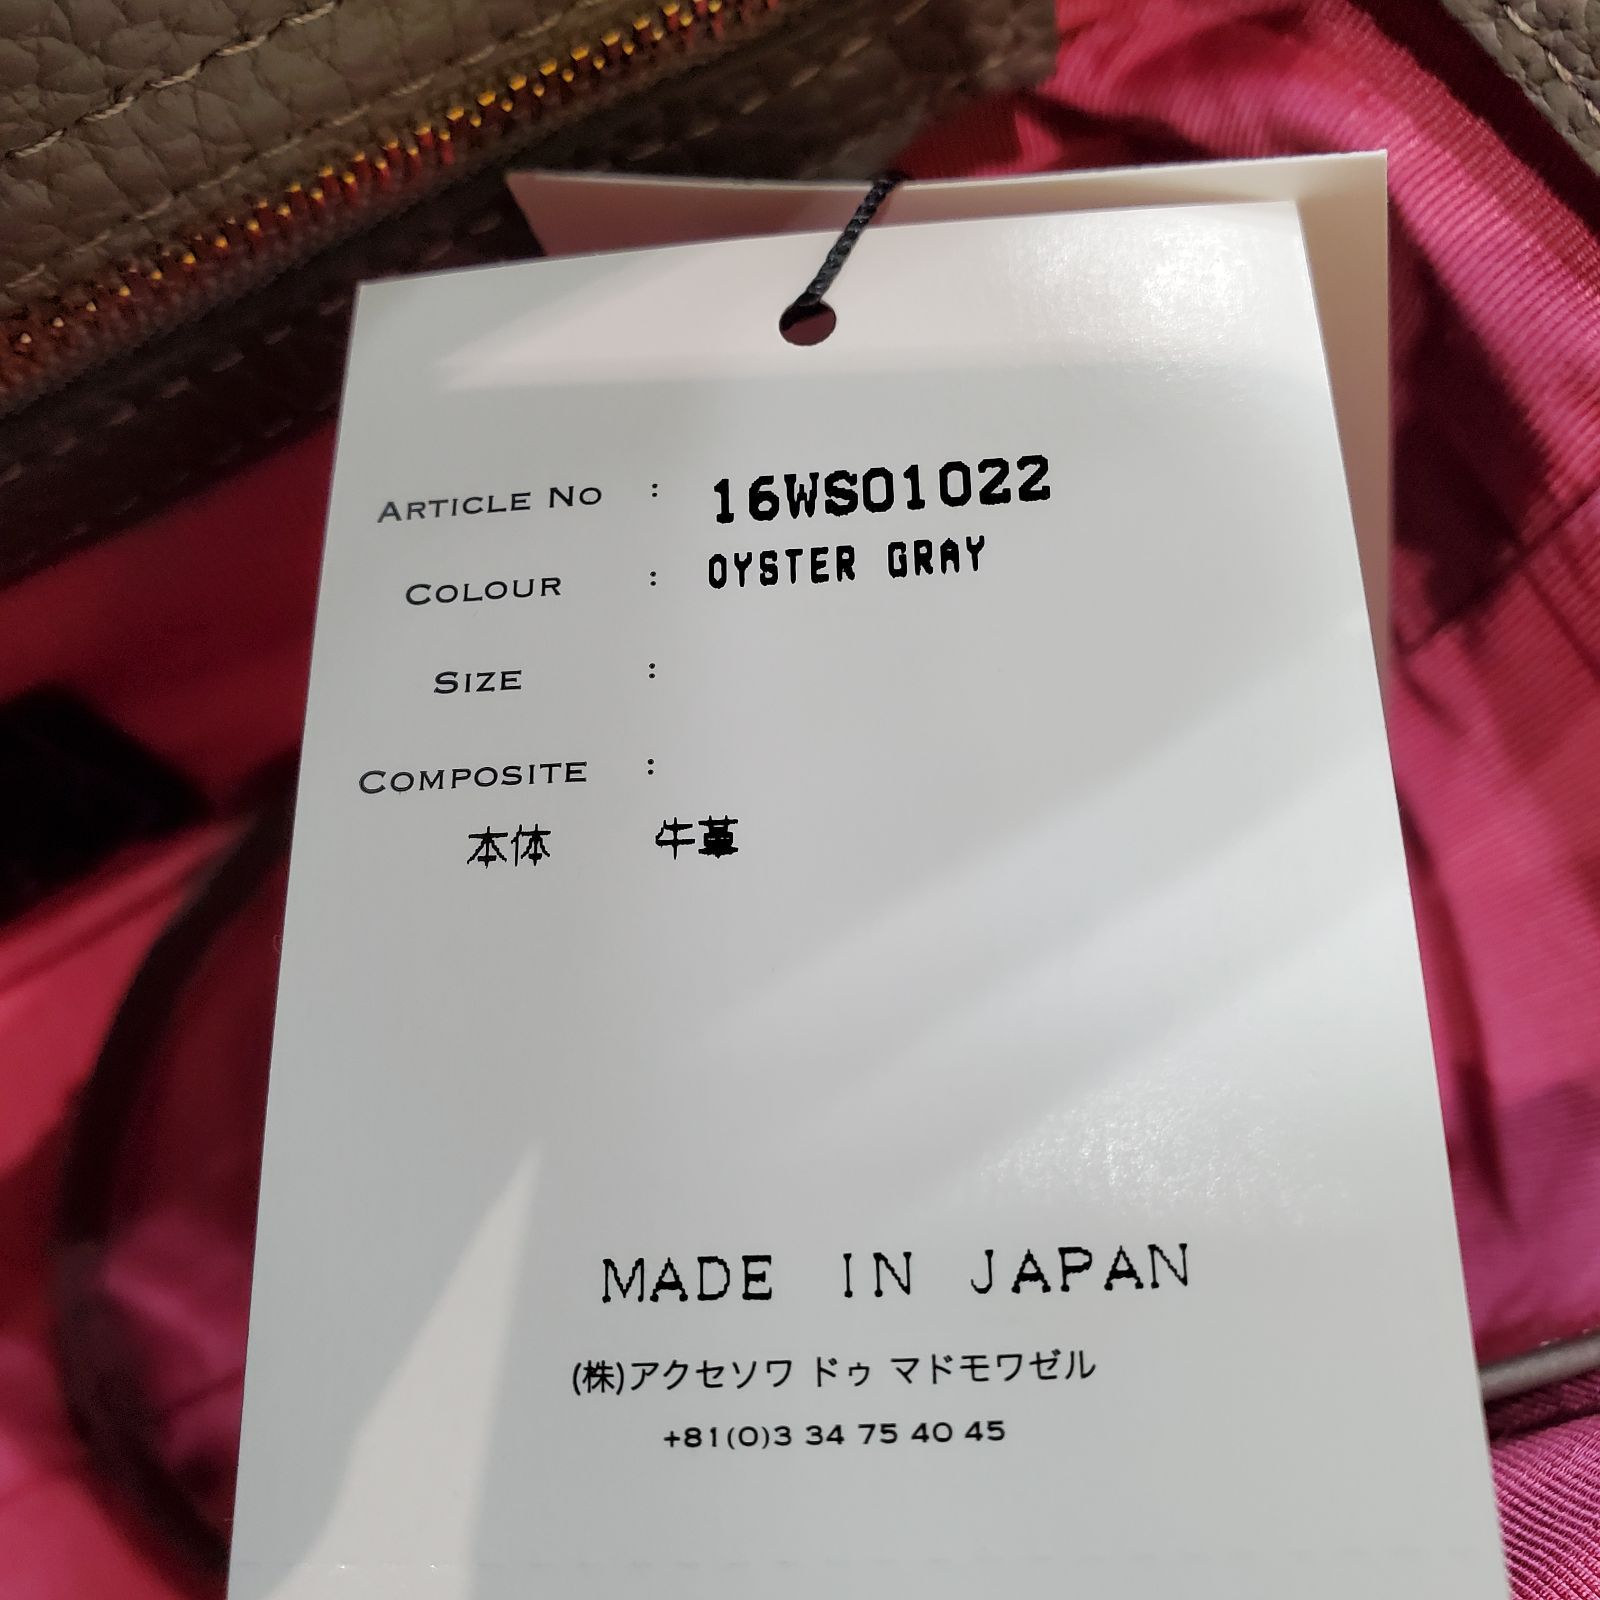 ARTICLE NO : 16WS01022
COLOUR : OYSTER GRAY
SIZE :
COMPOSITE :
本体 牛革
MADE IN JAPAN
(株)アクセソワ ドゥ マドモワゼル
+81(0)3 34 75 40 45